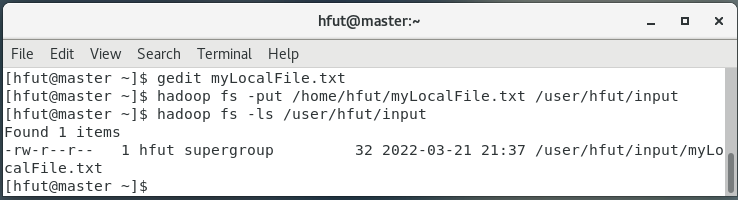 hfut@master:~
File Edit View Search Terminal Help
[hfut@master ~]$ gedit myLocalFile.txt
[hfut@master ~]$ hadoop fs -put /home/hfut/myLocalFile.txt /user/hfut/input
[hfut@master ~]$ hadoop fs -ls /user/hfut/input
Found 1 items
-rw-r--r--   1 hfut supergroup         32 2022-03-21 21:37 /user/hfut/input/myLo
calFile.txt
[hfut@master ~]$